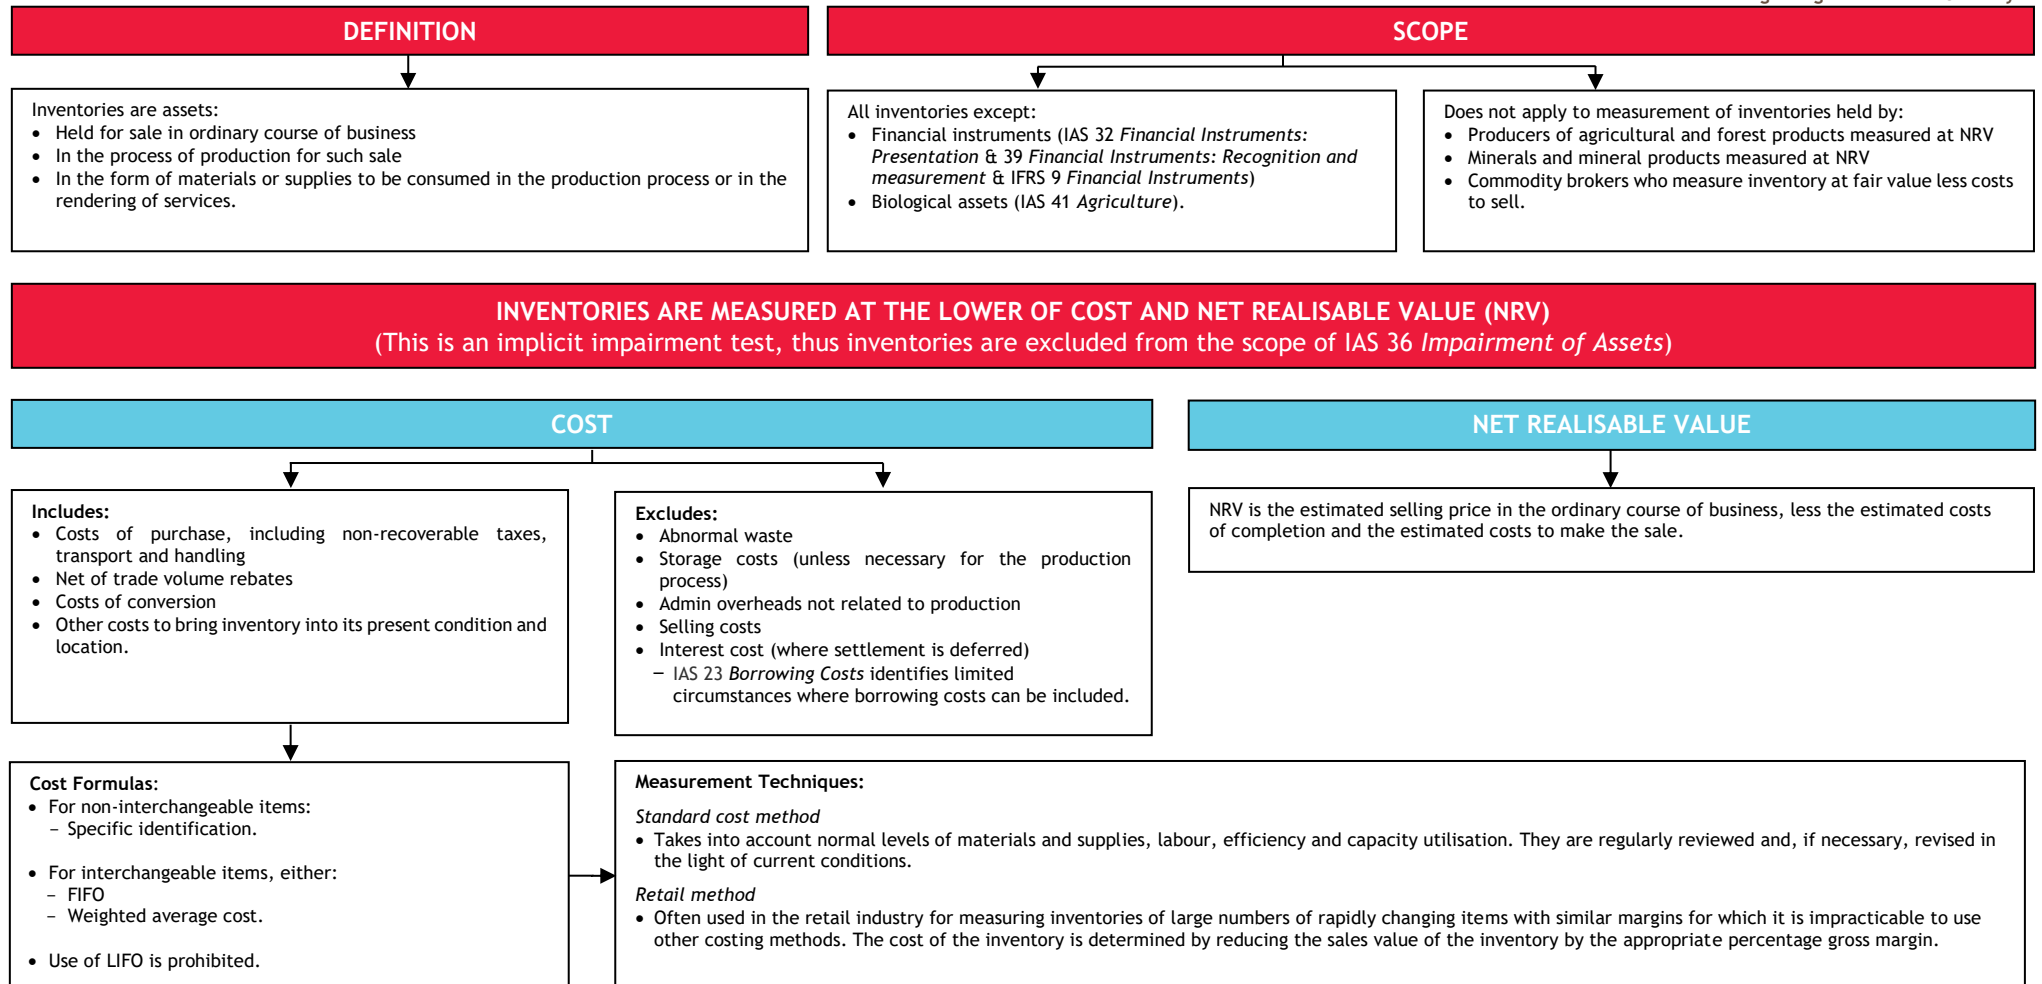 DEFINITION
Inventories are assets:
• Held for sale in ordinary course of business
• In the process of production for such sale
• In the form of materials or supplies to be consumed in the production process or in the
rendering of services.
SCOPE
All inventories except:
• Financial instruments (IAS 32 Financial Instruments:
Presentation & 39 Financial Instruments: Recognition and
measurement & IFRS 9 Financial Instruments)
• Biological assets (IAS 41 Agriculture).
Does not apply to measurement of inventories held by:
• Producers of agricultural and forest products measured at NRV
• Minerals and mineral products measured at NRV
• Commodity brokers who measure inventory at fair value less costs
to sell.
INVENTORIES ARE MEASURED AT THE LOWER OF COST AND NET REALISABLE VALUE (NRV)
(This is an implicit impairment test, thus inventories are excluded from the scope of IAS 36 Impairment of Assets)
COST
Includes:
• Costs of purchase, including non-recoverable taxes,
transport and handling
• Net of trade volume rebates
• Costs of conversion
• Other costs to bring inventory into its present condition and
location.
Excludes:
• Abnormal waste
• Storage costs (unless necessary for the production
process)
• Admin overheads not related to production
• Selling costs
• Interest cost (where settlement is deferred)
– IAS 23 Borrowing Costs identifies limited
circumstances where borrowing costs can be included.
NET REALISABLE VALUE
NRV is the estimated selling price in the ordinary course of business, less the estimated costs
of completion and the estimated costs to make the sale.
Cost Formulas:
• For non-interchangeable items:
– Specific identification.
• For interchangeable items, either:
– FIFO
– Weighted average cost.
• Use of LIFO is prohibited.
Measurement Techniques:
Standard cost method
• Takes into account normal levels of materials and supplies, labour, efficiency and capacity utilisation. They are regularly reviewed and, if necessary, revised in
the light of current conditions.
Retail method
• Often used in the retail industry for measuring inventories of large numbers of rapidly changing items with similar margins for which it is impracticable to use
other costing methods. The cost of the inventory is determined by reducing the sales value of the inventory by the appropriate percentage gross margin.